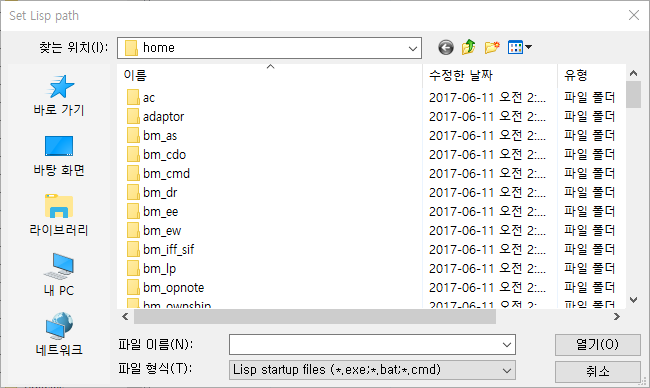 Set Lisp path
찾는 위치(I): home
이름 수정한 날짜 유형
ac 2017-06-11 오전 2:... 파일 폴더
adaptor 2017-06-11 오전 2:... 파일 폴더
bm_as 2017-06-11 오전 2:... 파일 폴더
bm_cdo 2017-06-11 오전 2:... 파일 폴더
bm_cmd 2017-06-11 오전 2:... 파일 폴더
bm_dr 2017-06-11 오전 2:... 파일 폴더
bm_ee 2017-06-11 오전 2:... 파일 폴더
bm_ew 2017-06-11 오전 2:... 파일 폴더
bm_iff_sif 2017-06-11 오전 2:... 파일 폴더
bm_lp 2017-06-11 오전 2:... 파일 폴더
bm_opnote 2017-06-11 오전 2:... 파일 폴더
bm_ownship 2017-06-11 오전 2:... 파일 폴더
바로 가기
바탕 화면
라이브러리
내 PC
네트워크
파일 이름(N): 열기(O)
파일 형식(T): Lisp startup files (*.exe;*.bat;*.cmd) 취소